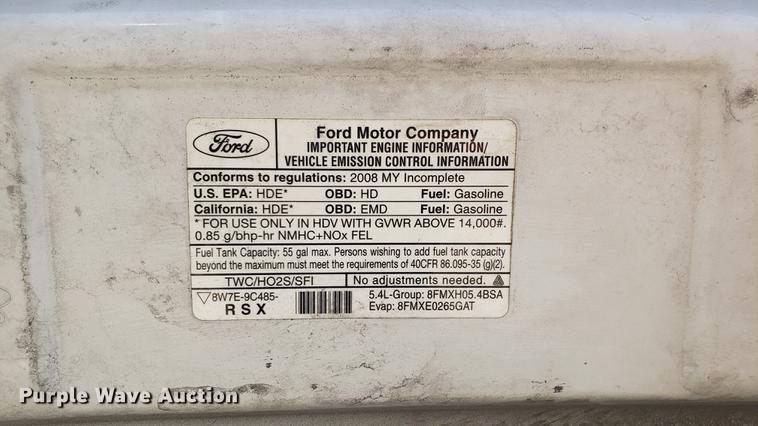 Ford
Ford Motor Company
IMPORTANT ENGINE INFORMATION/
VEHICLE EMISSION CONTROL INFORMATION
Conforms to regulations: 2008 MY Incomplete
U.S. EPA: HDE* OBD: HD Fuel: Gasoline
California: HDE* OBD: EMD Fuel: Gasoline
* FOR USE ONLY IN HDV WITH GVWR ABOVE 14,000#.
0.85 g/bhp-hr NMHC+NOx FEL
Fuel Tank Capacity: 55 gal max. Persons wishing to add fuel tank capacity
beyond the maximum must meet the requirements of 40CFR 86.095-35 (g)(2).
TWC/HO2S/SFI No adjustments needed.
▽8W7E-9C485- 5.4L-Group: 8FMXH05.4BSA
R S X Evap: 8FMXE0265GAT
Purple Wave Auction